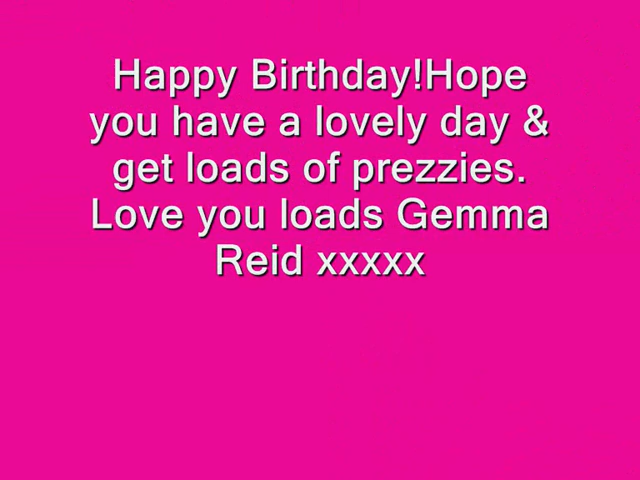 Happy Birthday!Hope
you have a lovely day &
get loads of prezzies.
Love you loads Gemma
Reid xxxxx